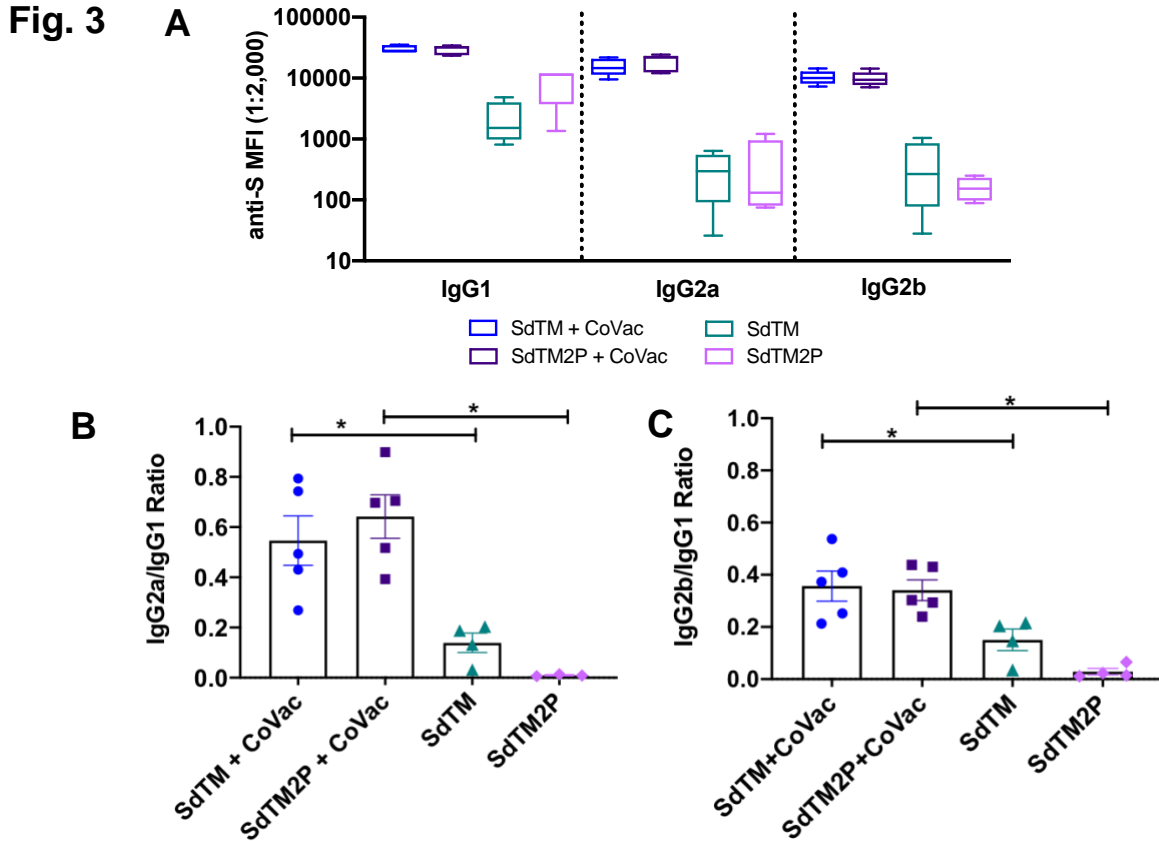 Fig. 3
A
anti-S MFI (1:2,000)
100000
10000
1000
100
10
IgG1 IgG2a IgG2b
SdTM + CoVac SdTM
SdTM2P + CoVac SdTM2P
B
IgG2a/IgG1 Ratio
1.0
0.8
0.6
0.4
0.2
0.0
* *
SdTM + CoVac
SdTM2P + CoVac
SdTM
SdTM2P
C
IgG2b/IgG1 Ratio
1.0
0.8
0.6
0.4
0.2
0.0
* *
SdTM+CoVac
SdTM2P+CoVac
SdTM
SdTM2P